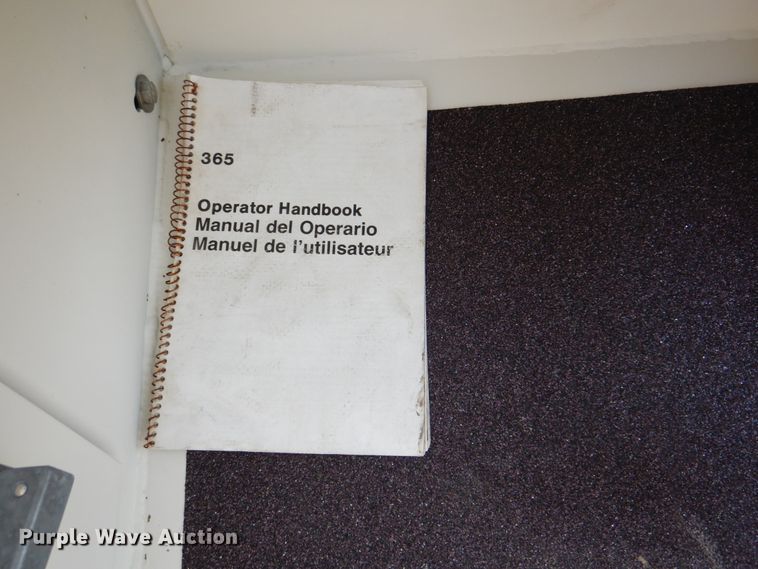 365
Operator Handbook
Manual del Operario
Manuel de l'utilisateur
Purple Wave Auction